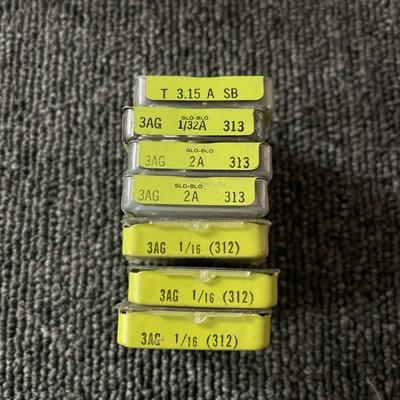 T 3.15 A SB
SLO-BLO
3AG 1/32A 313
SLO-BLO
3AG 2A 313
SLO-BLO
3AG 2A 313
3AG 1/16 (312)
3AG 1/16 (312)
3AG 1/16 (312)